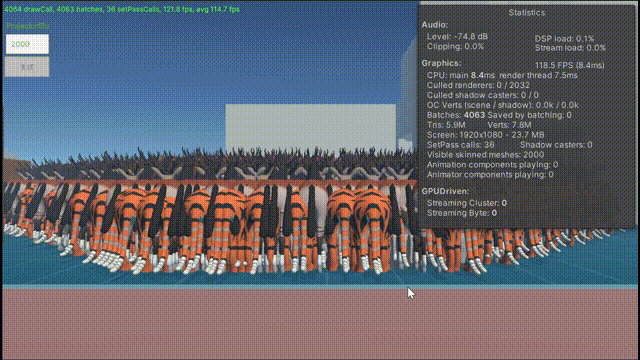 4064 drawCall, 4063 batches, 36 setPassCalls, 121.8 fps, avg 114.7 fps
2000
Statistics
Audio:
Level: -74.8 dB
DSP load: 0.1%
Clipping: 0.0%
Stream load: 0.0%
Graphics:
118.5 FPS (8.4ms)
CPU: main 8.4ms render thread 7.5ms
Culled renderers: 0 / 2032
Culled shadow casters: 0 / 0
OC Verts (scene / shadow): 0.0k / 0.0k
Batches: 4063 Saved by batching: 0
Tris: 5.9M Verts: 7.8M
Screen: 1920x1080 - 23.7 MB
SetPass calls: 36 Shadow casters: 0
Visible skinned meshes: 2000
Animation components playing: 0
Animator components playing: 0
GPUDriven:
Streaming Cluster: 0
Streaming Byte: 0